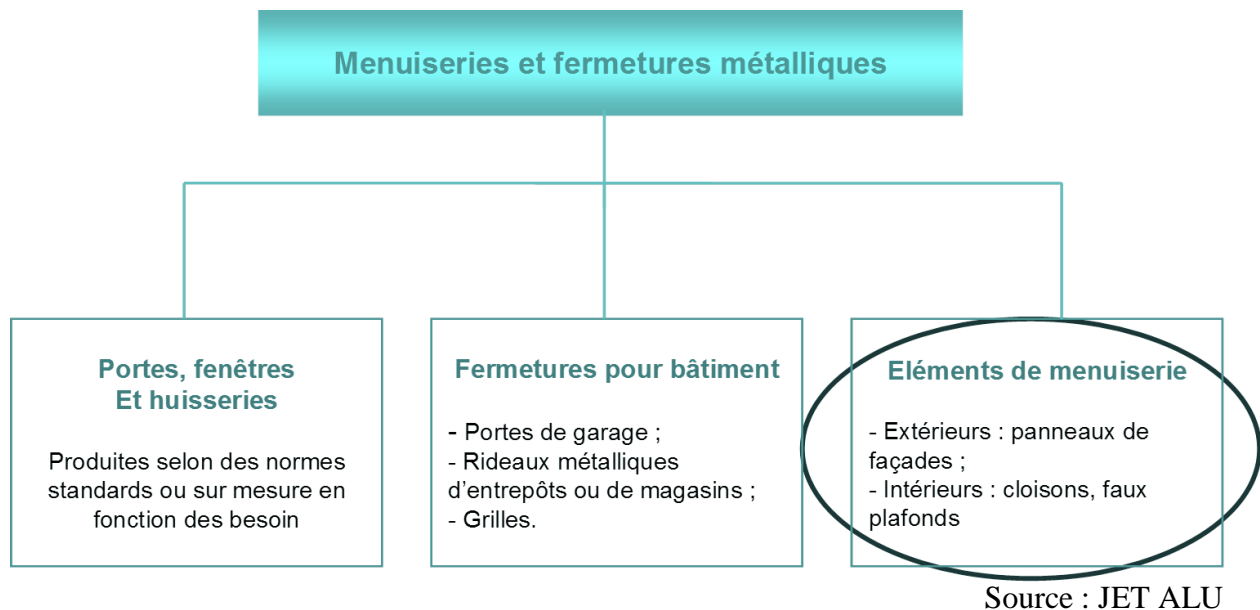 Menuiseries et fermetures métalliques
Portes, fenêtres
Et huisseries
Produites selon des normes
standards ou sur mesure en
fonction des besoin
Fermetures pour bâtiment
- Portes de garage ;
- Rideaux métalliques
d’entrepôts ou de magasins ;
- Grilles.
Eléments de menuiserie
- Extérieurs : panneaux de
façades ;
- Intérieurs : cloisons, faux
plafonds
Source : JET ALU